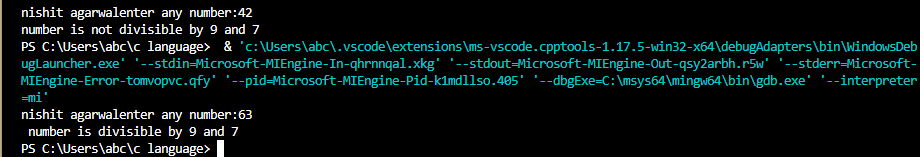 nishit agarwalenter any number:42
number is not divisible by 9 and 7
PS C:\Users\abc\c language>  & 'c:\Users\abc\.vscode\extensions\ms-vscode.cpptools-1.17.5-win32-x64\debugAdapters\bin\WindowsDeb
ugLauncher.exe' '--stdin=Microsoft-MIEngine-In-qhrnnqal.xkg' '--stdout=Microsoft-MIEngine-Out-qsy2arbh.r5w' '--stderr=Microsoft-
MIEngine-Error-tomvopvc.qfy' '--pid=Microsoft-MIEngine-Pid-k1mdllso.405' '--dbgExe=C:\msys64\mingw64\bin\gdb.exe' '--interpreter
=mi'
nishit agarwalenter any number:63
 number is divisible by 9 and 7
PS C:\Users\abc\c language>